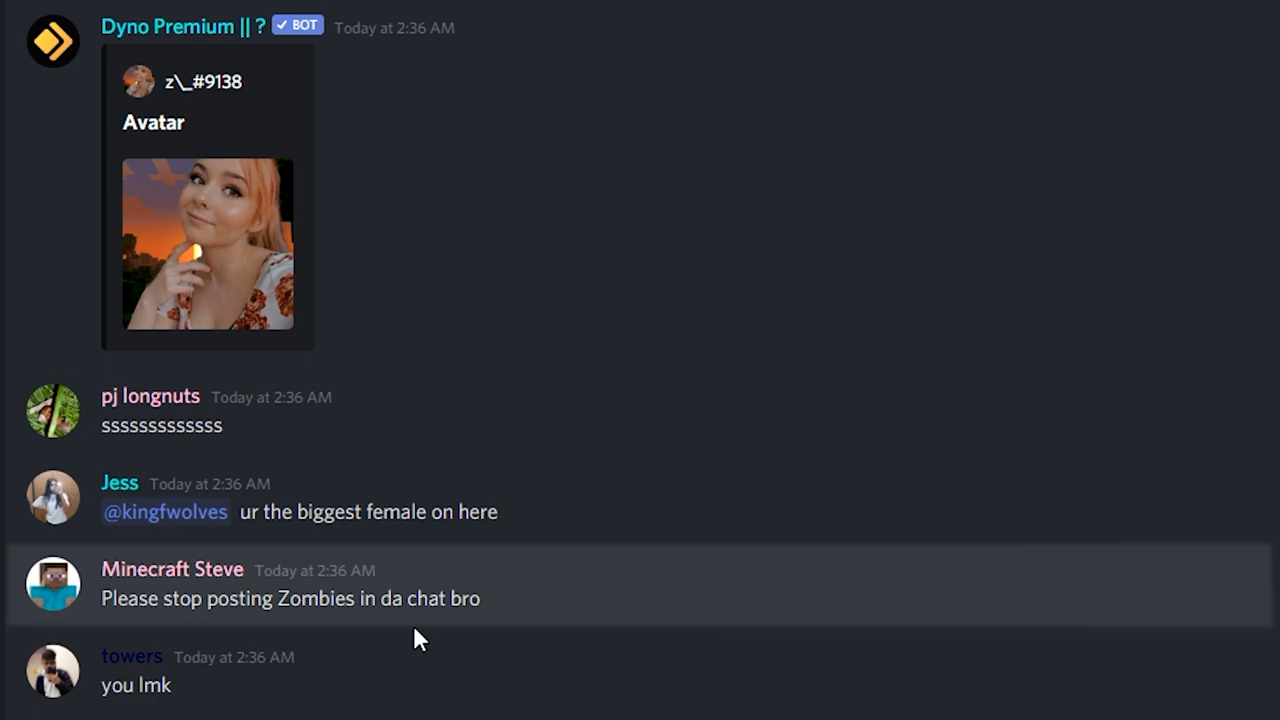 Dyno Premium || ? ✓ BOT Today at 2:36 AM
z\_#9138
Avatar
pj longnuts Today at 2:36 AM
sssssssssssss
Jess Today at 2:36 AM
@kingfwolves ur the biggest female on here
Minecraft Steve Today at 2:36 AM
Please stop posting Zombies in da chat bro
towers Today at 2:36 AM
you lmk